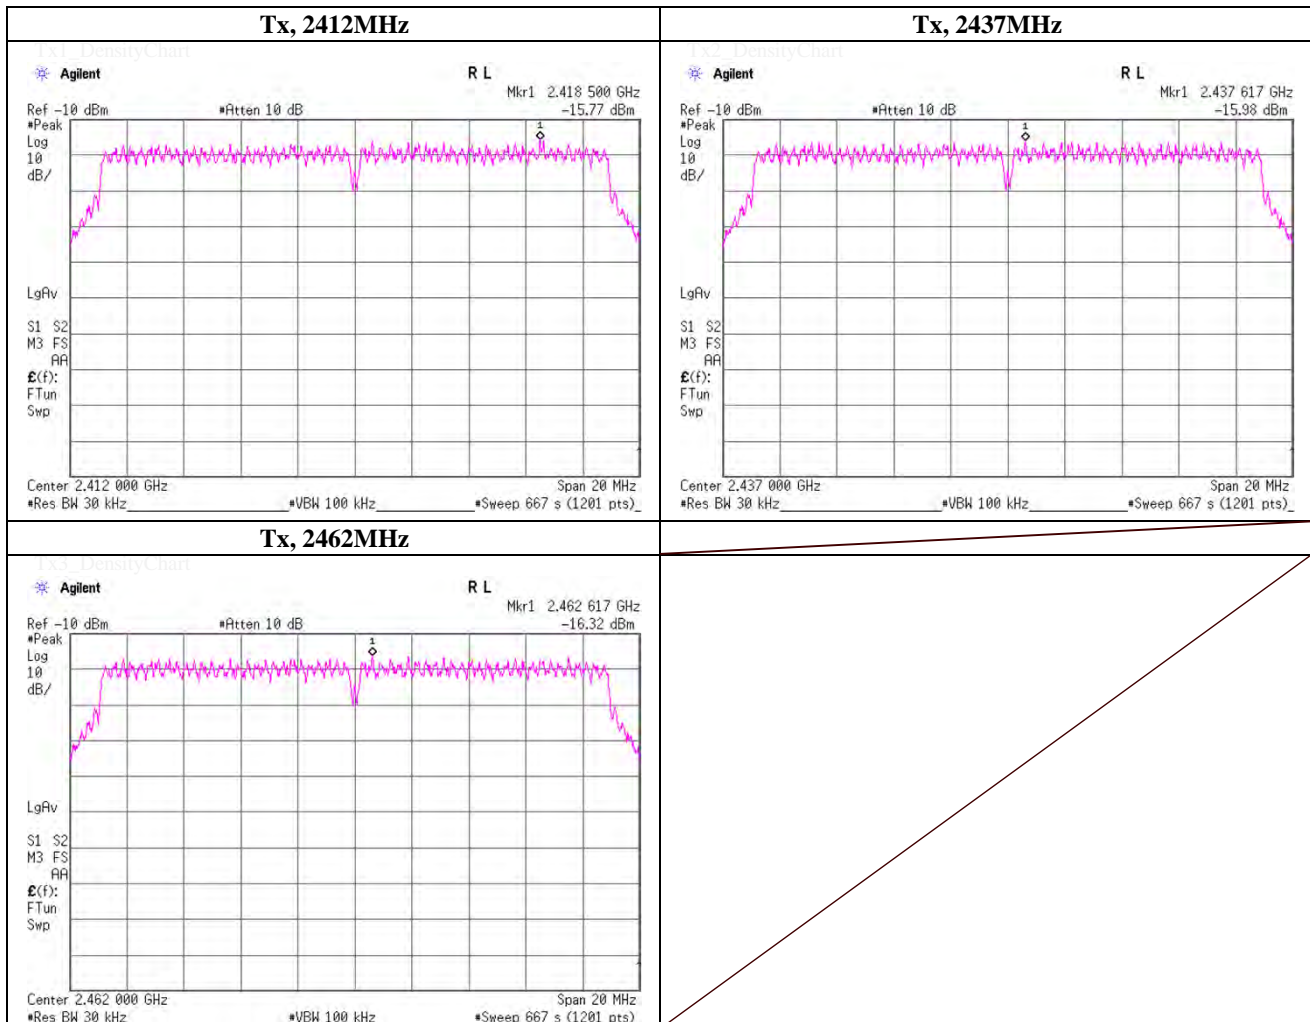 Tx, 2412MHz
Tx1_DensityChart
Agilent
R L
Mkr1 2.418 500 GHz
Ref -10 dBm #Atten 10 dB -15.77 dBm
#Peak
Log
10
dB/
1
LgAv
S1 S2
M3 FS
AA
£(f):
FTun
Swp
Center 2.412 000 GHz Span 20 MHz
#Res BW 30 kHz #VBW 100 kHz #Sweep 667 s (1201 pts)
Tx, 2437MHz
Tx2_DensityChart
Agilent
R L
Mkr1 2.437 617 GHz
Ref -10 dBm #Atten 10 dB -15.98 dBm
#Peak
Log
10
dB/
1
LgAv
S1 S2
M3 FS
AA
£(f):
FTun
Swp
Center 2.437 000 GHz Span 20 MHz
#Res BW 30 kHz #VBW 100 kHz #Sweep 667 s (1201 pts)
Tx, 2462MHz
Tx3_DensityChart
Agilent
R L
Mkr1 2.462 617 GHz
Ref -10 dBm #Atten 10 dB -16.32 dBm
#Peak
Log
10
dB/
1
LgAv
S1 S2
M3 FS
AA
£(f):
FTun
Swp
Center 2.462 000 GHz Span 20 MHz
#Res BW 30 kHz #VBW 100 kHz #Sweep 667 s (1201 pts)